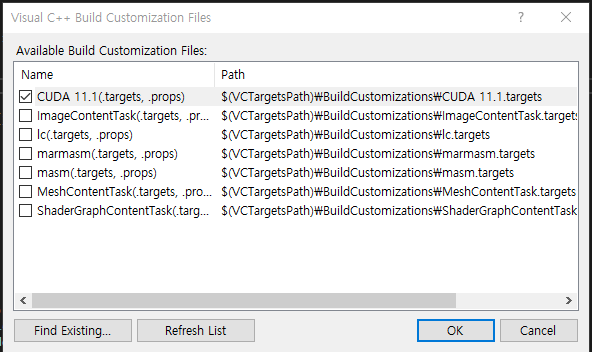 Visual C++ Build Customization Files
?
Available Build Customization Files:
Name Path
CUDA 11.1(.targets, .props) $(VCTargetsPath)₩BuildCustomizations₩CUDA 11.1.targets
ImageContentTask(.targets, .pr... $(VCTargetsPath)₩BuildCustomizations₩ImageContentTask.targets
lc(.targets, .props) $(VCTargetsPath)₩BuildCustomizations₩lc.targets
marmasm(.targets, .props) $(VCTargetsPath)₩BuildCustomizations₩marmasm.targets
masm(.targets, .props) $(VCTargetsPath)₩BuildCustomizations₩masm.targets
MeshContentTask(.targets, .pro... $(VCTargetsPath)₩BuildCustomizations₩MeshContentTask.targets
ShaderGraphContentTask(.targ... $(VCTargetsPath)₩BuildCustomizations₩ShaderGraphContentTask
Find Existing... Refresh List OK Cancel